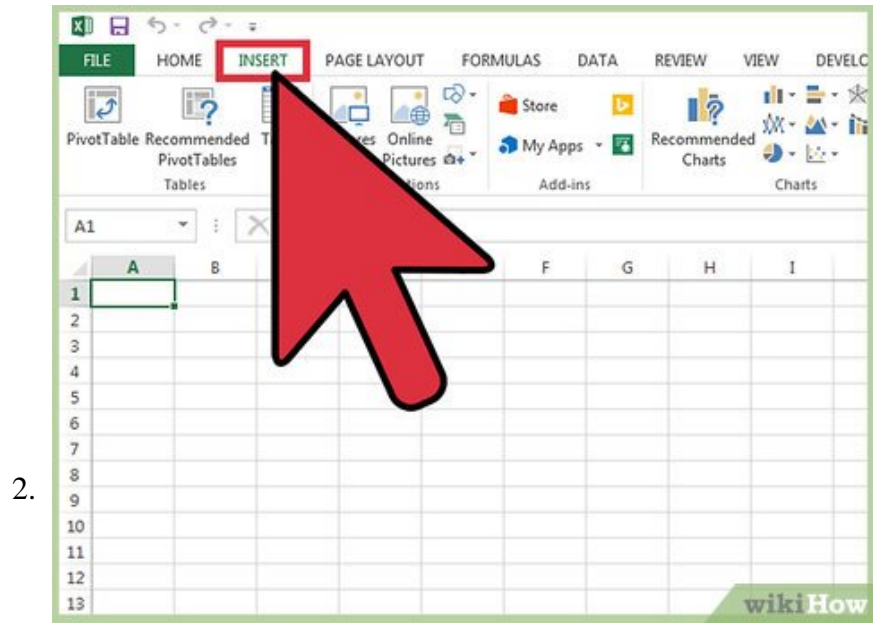 FILE HOME INSERT PAGE LAYOUT FORMULAS DATA REVIEW VIEW DEVELO
Store
PivotTable Recommended Online My Apps Recommended
PivotTables Pictures Charts
Tables Add-ins Charts
A1
A B F G H I
1
2
3
4
5
6
7
2.
8
9
10
11
12
13
wikiHow